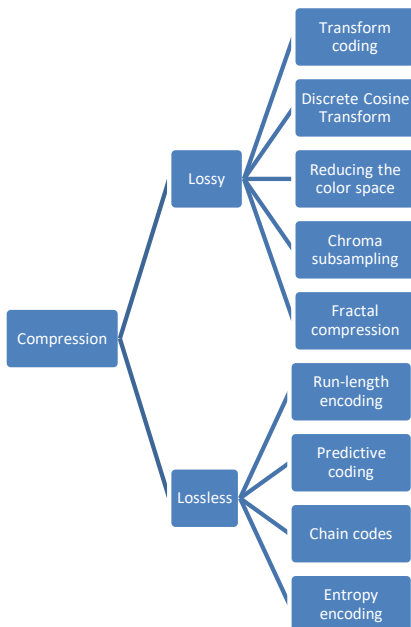 Transform
coding
Discrete Cosine
Transform
Lossy
Reducing the
color space
Chroma
subsampling
Fractal
compression
Compression
Run-length
encoding
Predictive
coding
Lossless
Chain codes
Entropy
encoding